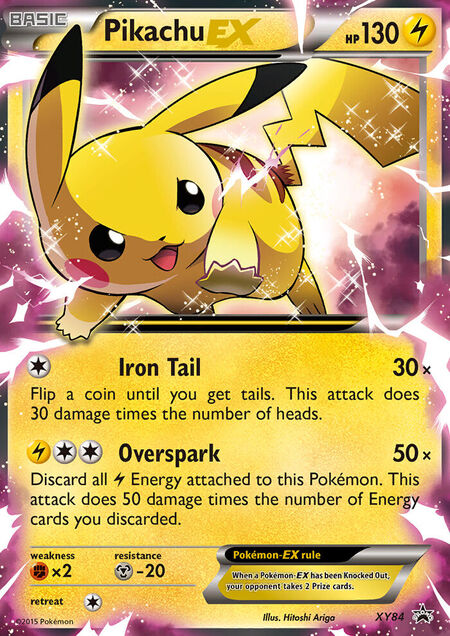 BASIC
Pikachu EX
HP 130
Iron Tail 30×
Flip a coin until you get tails. This attack does
30 damage times the number of heads.
Overspark 50×
Discard all Energy attached to this Pokémon. This
attack does 50 damage times the number of Energy
cards you discarded.
weakness
×2
resistance
-20
retreat
Pokémon-EX rule
When a Pokémon-EX has been Knocked Out,
your opponent takes 2 Prize cards.
©2015 Pokémon
Illus. Hitoshi Ariga
XY84